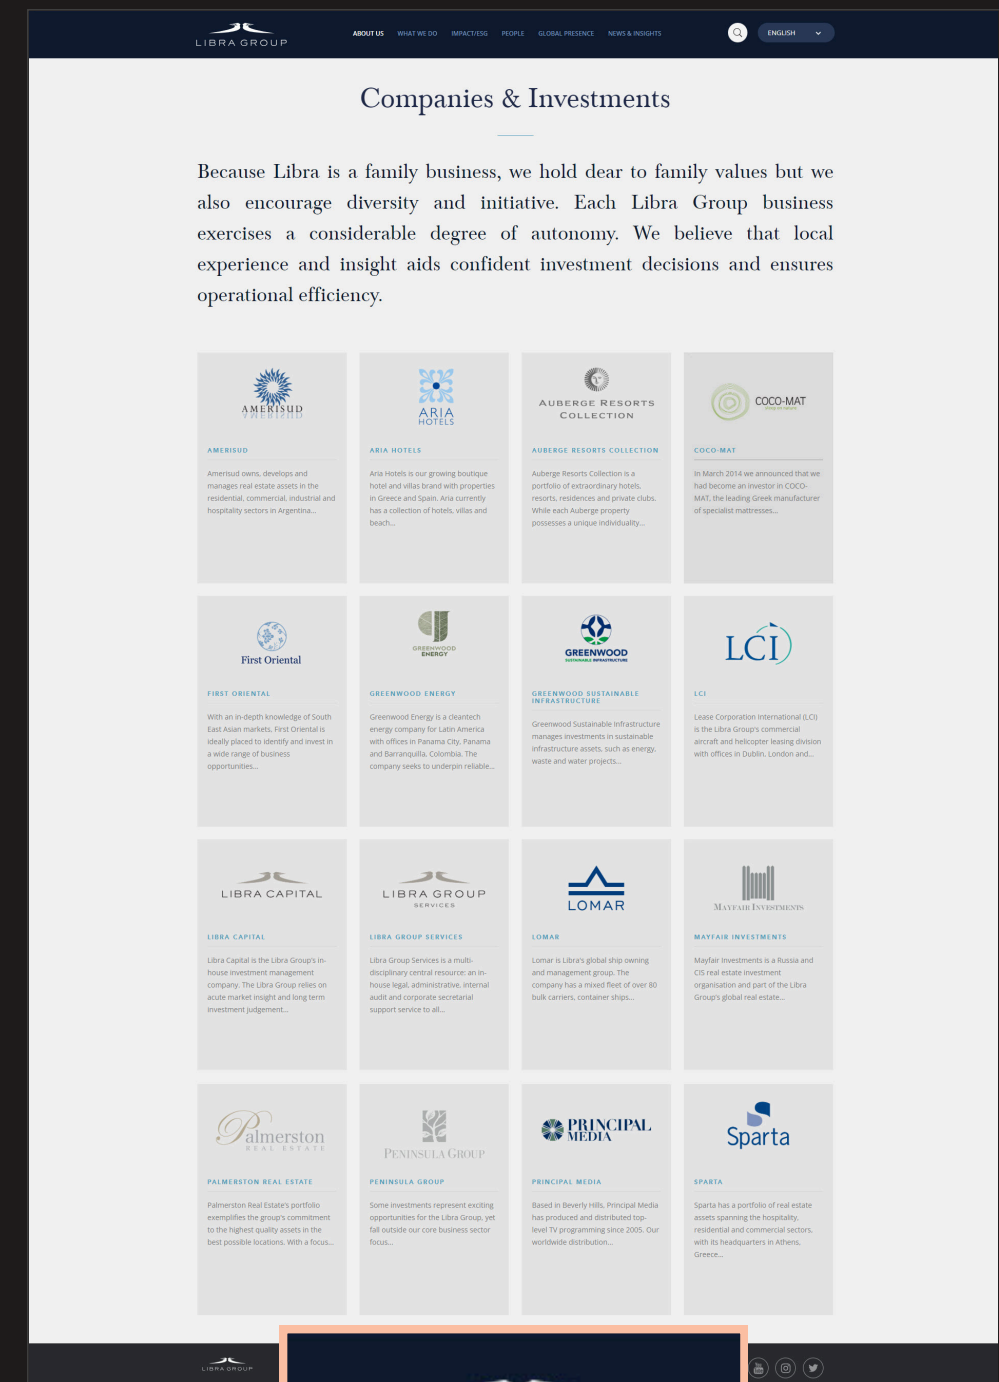 LIBRA GROUP
ABOUT US WHAT WE DO IMPACT/ESG PEOPLE GLOBAL PRESENCE NEWS & INSIGHTS
ENGLISH
Companies & Investments
Because Libra is a family business, we hold dear to family values but we
also encourage diversity and initiative. Each Libra Group business
exercises a considerable degree of autonomy. We believe that local
experience and insight aids confident investment decisions and ensures
operational efficiency.
AMERISUD
AMERISUD
Amerisud owns, develops and
manages real estate assets in the
residential, commercial, industrial and
hospitality sectors in Argentina...
ARIA
HOTELS
ARIA HOTELS
Aria Hotels is our growing boutique
hotel and villas brand with properties
in Greece and Spain. Aria currently
has a collection of hotels, villas and
beach...
AUBERGE RESORTS
COLLECTION
AUBERGE RESORTS COLLECTION
Auberge Resorts Collection is a
portfolio of extraordinary hotels,
resorts, residences and private clubs.
While each Auberge property
possesses a unique individuality...
COCO-MAT
COCO-MAT
In March 2014 we announced that we
had become an investor in COCO-
MAT, the leading Greek manufacturer
of specialist mattresses...
First Oriental
FIRST ORIENTAL
With an in-depth knowledge of South
East Asian markets, First Oriental is
ideally placed to identify and invest in
a wide range of business
opportunities...
GREENWOOD
ENERGY
GREENWOOD ENERGY
Greenwood Energy is a cleantech
energy company for Latin America
with offices in Panama City, Panama
and Barranquilla, Colombia. The
company seeks to underpin reliable...
GREENWOOD
SUSTAINABLE INFRASTRUCTURE
GREENWOOD SUSTAINABLE
INFRASTRUCTURE
Greenwood Sustainable Infrastructure
manages investments in sustainable
infrastructure assets, such as energy,
waste and water projects...
LCI
LCI
Lease Corporation International (LCI)
is the Libra Group's commercial
aircraft and helicopter leasing division
with offices in Dublin, London and...
LIBRA CAPITAL
LIBRA CAPITAL
Libra Capital is the Libra Group's in-
house investment management
company. The Libra Group relies on
acute market insight and long term
investment judgement...
LIBRA GROUP
SERVICES
LIBRA GROUP SERVICES
Libra Group Services is a multi-
disciplinary central resource: an in-
house legal, administrative, internal
audit and corporate secretarial
support service to all...
LOMAR
LOMAR
Lomar is Libra's global ship owning
and management group. The
company has a mixed fleet of over 80
bulk carriers, container ships...
MAYFAIR INVESTMENTS
MAYFAIR INVESTMENTS
Mayfair Investments is a Russia and
CIS real estate investment
organisation and part of the Libra
Group's global real estate...
Palmerston
REAL ESTATE
PALMERSTON REAL ESTATE
Palmerston Real Estate's portfolio
exemplifies the group's commitment
to the highest quality assets in the
best possible locations. With a focus...
PENINSULA GROUP
PENINSULA GROUP
Some investments represent exciting
opportunities for the Libra Group, yet
fall outside our core business sector
focus...
PRINCIPAL
MEDIA
PRINCIPAL MEDIA
Based in Beverly Hills, Principal Media
has produced and distributed top-
level TV programming since 2005. Our
worldwide distribution...
Sparta
SPARTA
Sparta has a portfolio of real estate
assets spanning the hospitality,
residential and commercial sectors,
with its headquarters in Athens,
Greece...
LIBRA GROUP